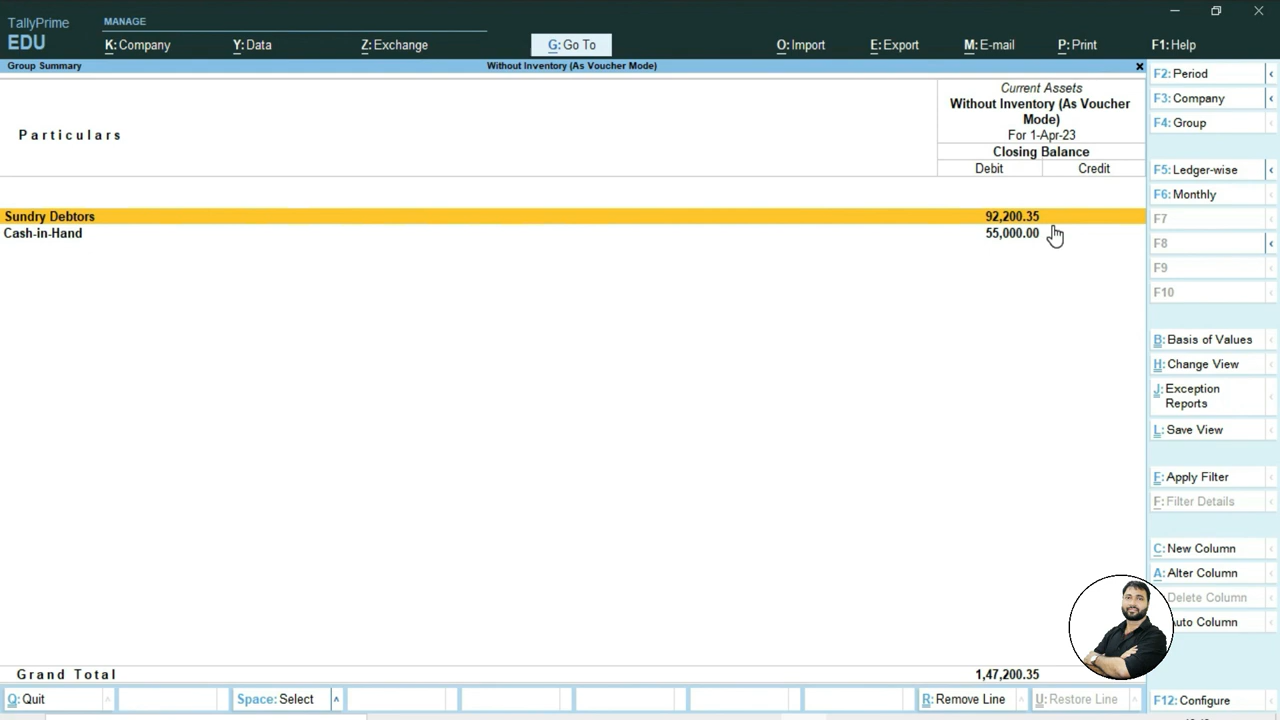 TallyPrime
EDU
MANAGE
K: Company
Y: Data
Z: Exchange
G: Go To
O: Import
E: Export
M: E-mail
P: Print
F1: Help
Group Summary
Without Inventory (As Voucher Mode)
Particulars
Current Assets
Without Inventory (As Voucher
Mode)
For 1-Apr-23
Closing Balance
Debit Credit
Sundry Debtors 92,200.35
Cash-in-Hand 55,000.00
Grand Total 1,47,200.35
F2: Period
F3: Company
F4: Group
F5: Ledger-wise
F6: Monthly
F7
F8
F9
F10
B: Basis of Values
H: Change View
J: Exception
Reports
L: Save View
F: Apply Filter
F: Filter Details
C: New Column
A: Alter Column
Delete Column
uto Column
Q: Quit
Space: Select
R: Remove Line
U: Restore Line
F12: Configure